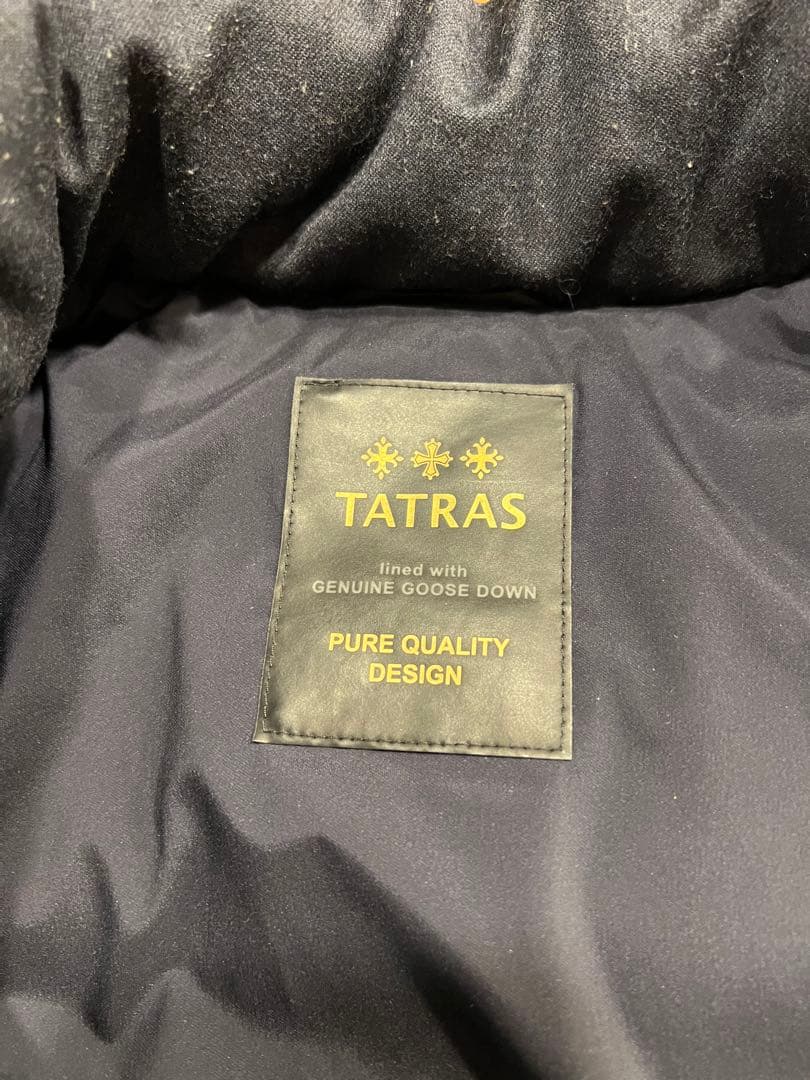 TATRAS
lined with
GENUINE GOOSE DOWN
PURE QUALITY
DESIGN